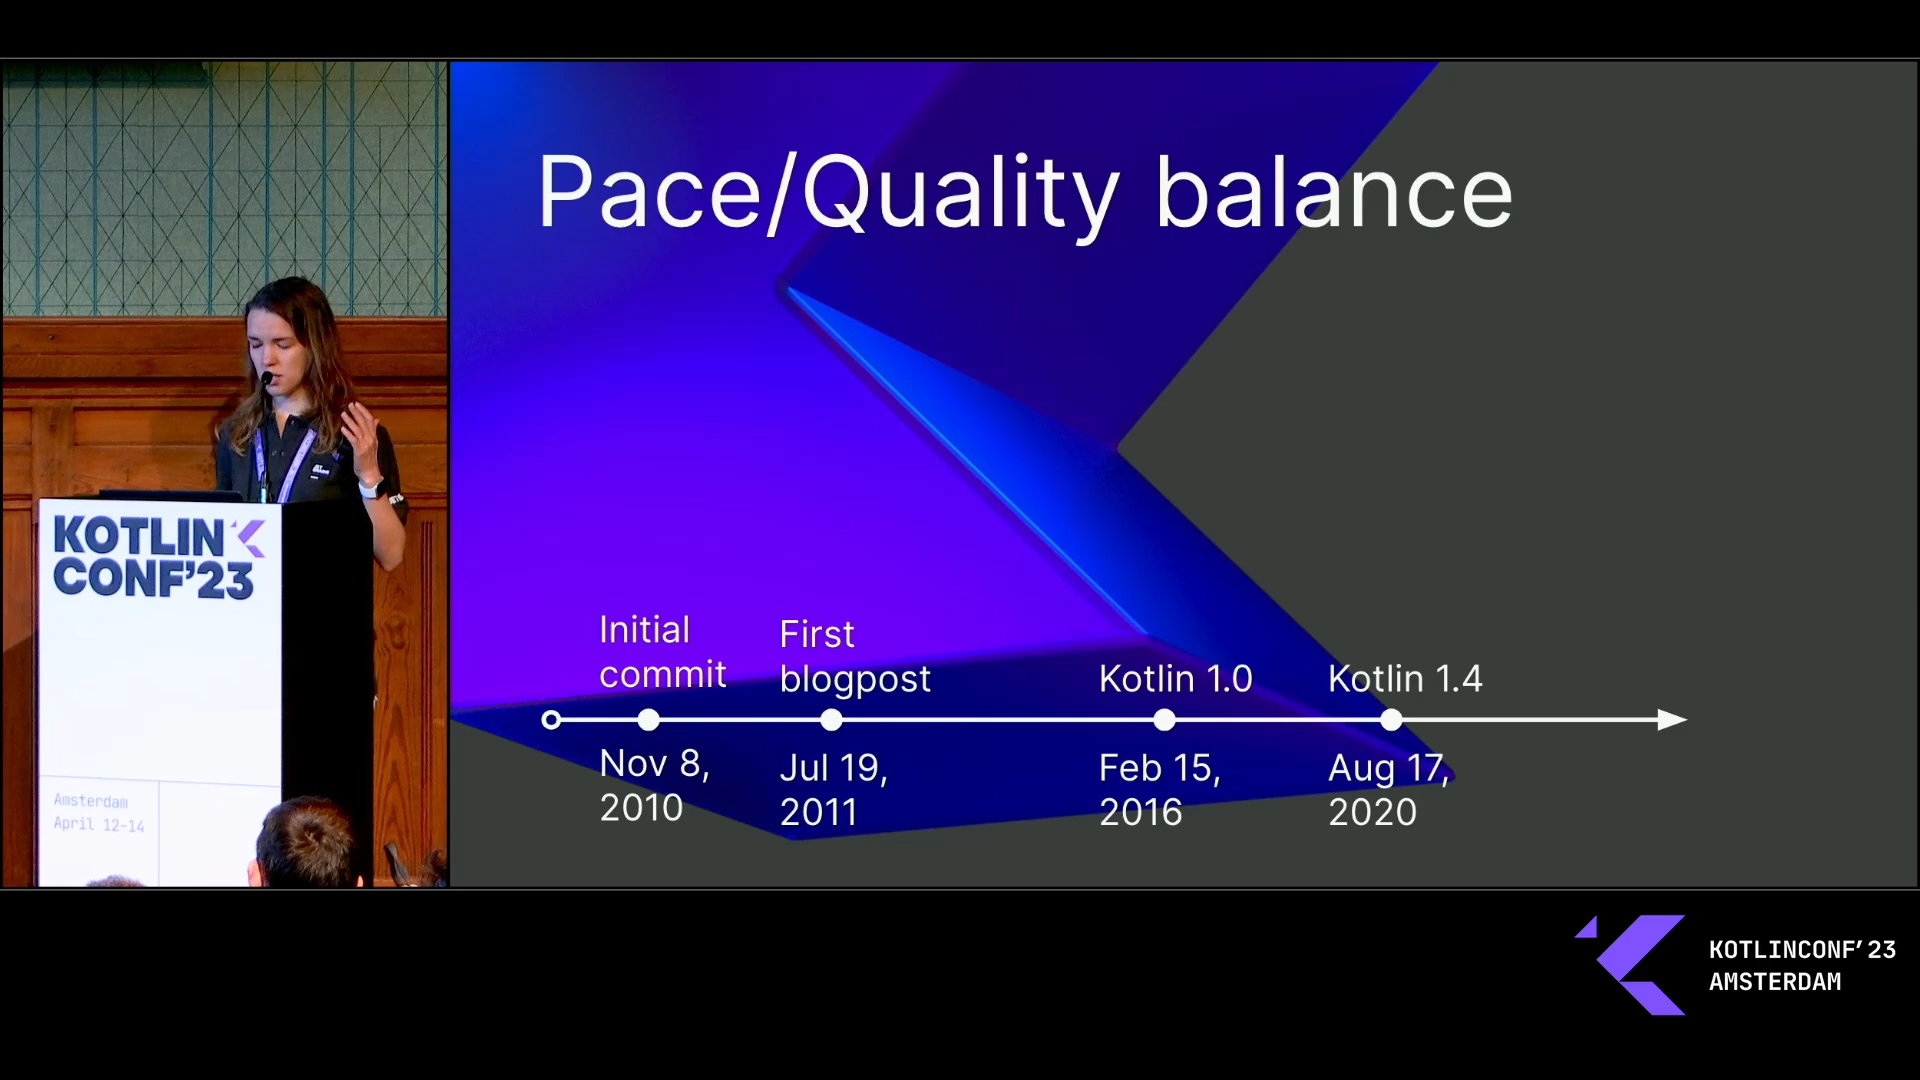 Pace/Quality balance
Initial
commit
First
blogpost
Kotlin 1.0
Kotlin 1.4
Nov 8,
2010
Jul 19,
2011
Feb 15,
2016
Aug 17,
2020
KOTLIN
CONF’23
Amsterdam
April 12-14
KOTLINCONF’23
AMSTERDAM